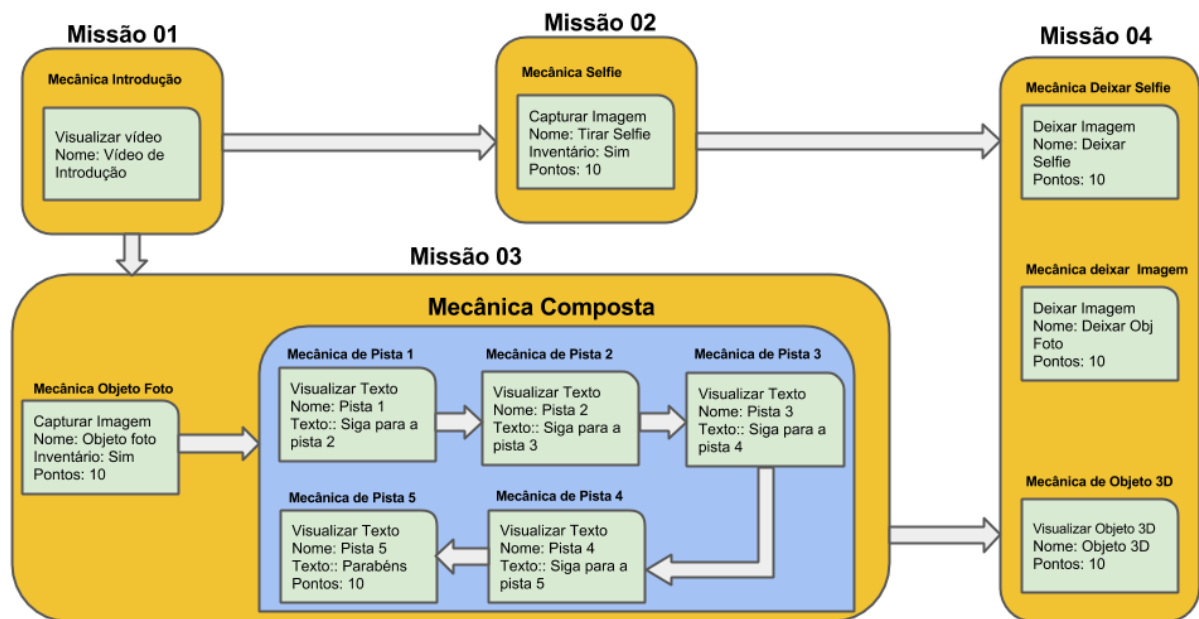 Missão 01
Mecânica Introdução
Visualizar vídeo
Nome: Vídeo de
Introdução
Missão 02
Mecânica Selfie
Capturar Imagem
Nome: Tirar Selfie
Inventário: Sim
Pontos: 10
Missão 03
Mecânica Composta
Mecânica Objeto Foto
Capturar Imagem
Nome: Objeto foto
Inventário: Sim
Pontos: 10
Mecânica de Pista 1
Visualizar Texto
Nome: Pista 1
Texto:: Siga para a
pista 2
Mecânica de Pista 2
Visualizar Texto
Nome: Pista 2
Texto:: Siga para a
pista 3
Mecânica de Pista 3
Visualizar Texto
Nome: Pista 3
Texto:: Siga para a
pista 4
Mecânica de Pista 4
Visualizar Texto
Nome: Pista 4
Texto:: Siga para a
pista 5
Mecânica de Pista 5
Visualizar Texto
Nome: Pista 5
Texto:: Parabéns
Pontos: 10
Missão 04
Mecânica Deixar Selfie
Deixar Imagem
Nome: Deixar
Selfie
Pontos: 10
Mecânica deixar Imagem
Deixar Imagem
Nome: Deixar Obj
Foto
Pontos: 10
Mecânica de Objeto 3D
Visualizar Objeto 3D
Nome: Objeto 3D
Pontos: 10